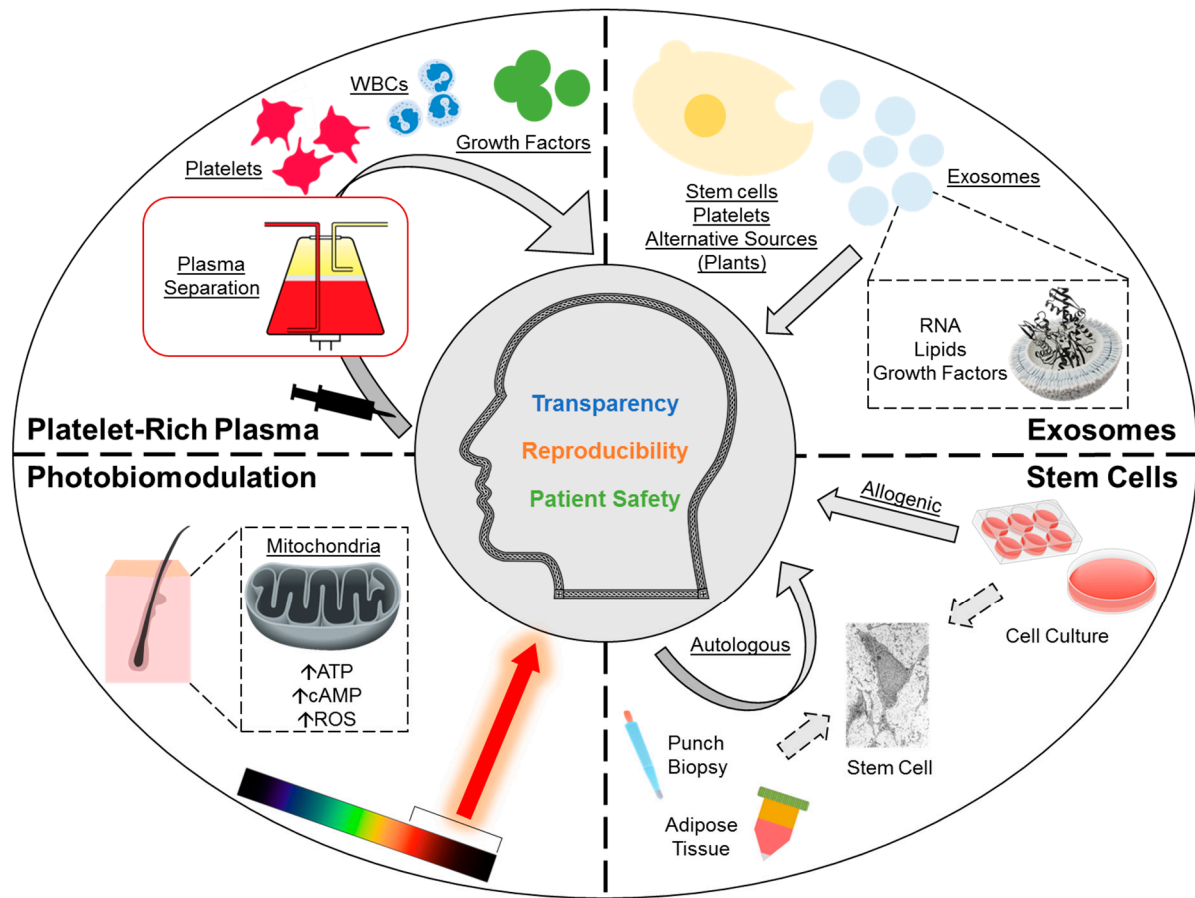 WBCs
Growth Factors
Platelets
Plasma
Separation
Platelet-Rich Plasma
Stem cells
Platelets
Alternative Sources
(Plants)
Exosomes
RNA
Lipids
Growth Factors
Exosomes
Transparency
Reproducibility
Patient Safety
Photobiomodulation
Mitochondria
↑ATP
↑cAMP
↑ROS
Stem Cells
Allogenic
Cell Culture
Autologous
Punch
Biopsy
Stem Cell
Adipose
Tissue